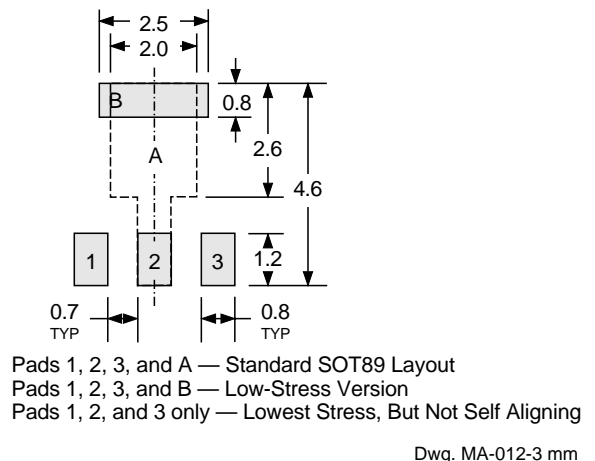 2.5
2.0
B
0.8
A
2.6
4.6
1
2
3
1.2
0.7
TYP
0.8
TYP
Pads 1, 2, 3, and A — Standard SOT89 Layout
Pads 1, 2, 3, and B — Low-Stress Version
Pads 1, 2, and 3 only — Lowest Stress, But Not Self Aligning
Dwg. MA-012-3 mm